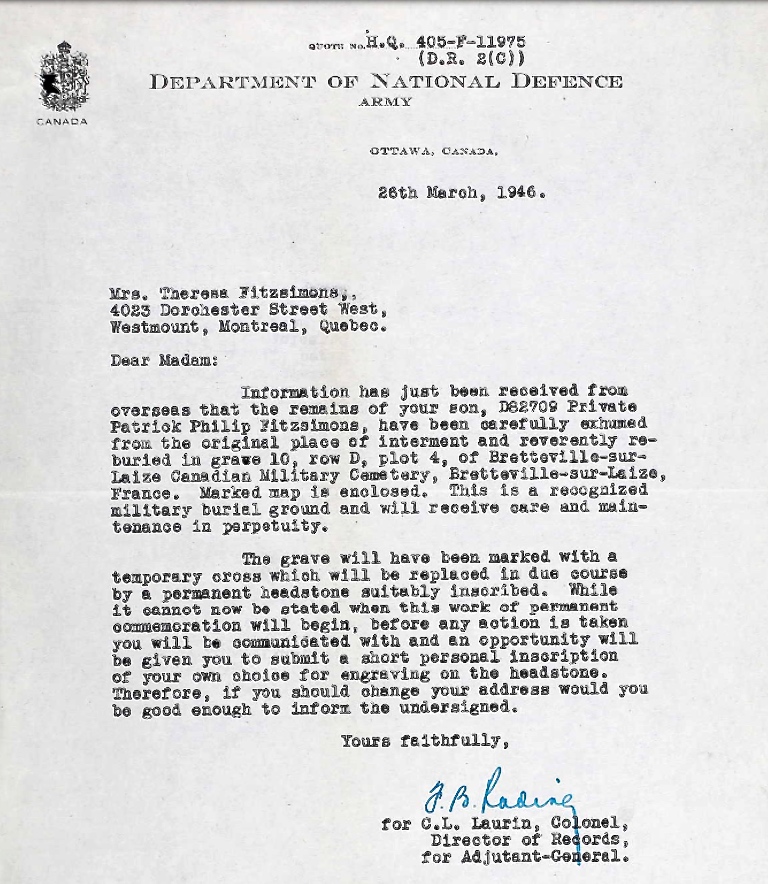 QUOTE NO. H.Q. 405-F-11975
(D.R. 2(C))
DEPARTMENT OF NATIONAL DEFENCE
ARMY
CANADA
OTTAWA, CANADA,
26th March, 1946.
Mrs. Theresa Fitzsimons,,
4023 Dorchester Street West,
Westmount, Montreal, Quebec.
Dear Madam:
Information has just been received from
overseas that the remains of your son, D82709 Private
Patrick Philip Fitzsimons, have been carefully exhumed
from the original place of interment and reverently re-
buried in grave 10, row D, plot 4, of Bretteville-sur-
Laize Canadian Military Cemetery, Bretteville-sur-Laize,
France. Marked map is enclosed. This is a recognized
military burial ground and will receive care and main-
tenance in perpetuity.
The grave will have been marked with a
temporary cross which will be replaced in due course
by a permanent headstone suitably inscribed. While
it cannot now be stated when this work of permanent
commemoration will begin, before any action is taken
you will be communicated with and an opportunity will
be given you to submit a short personal inscription
of your own choice for engraving on the headstone.
Therefore, if you should change your address would you
be good enough to inform the undersigned.
Yours faithfully,
for C.L. Laurin, Colonel,
Director of Records,
for Adjutant-General.